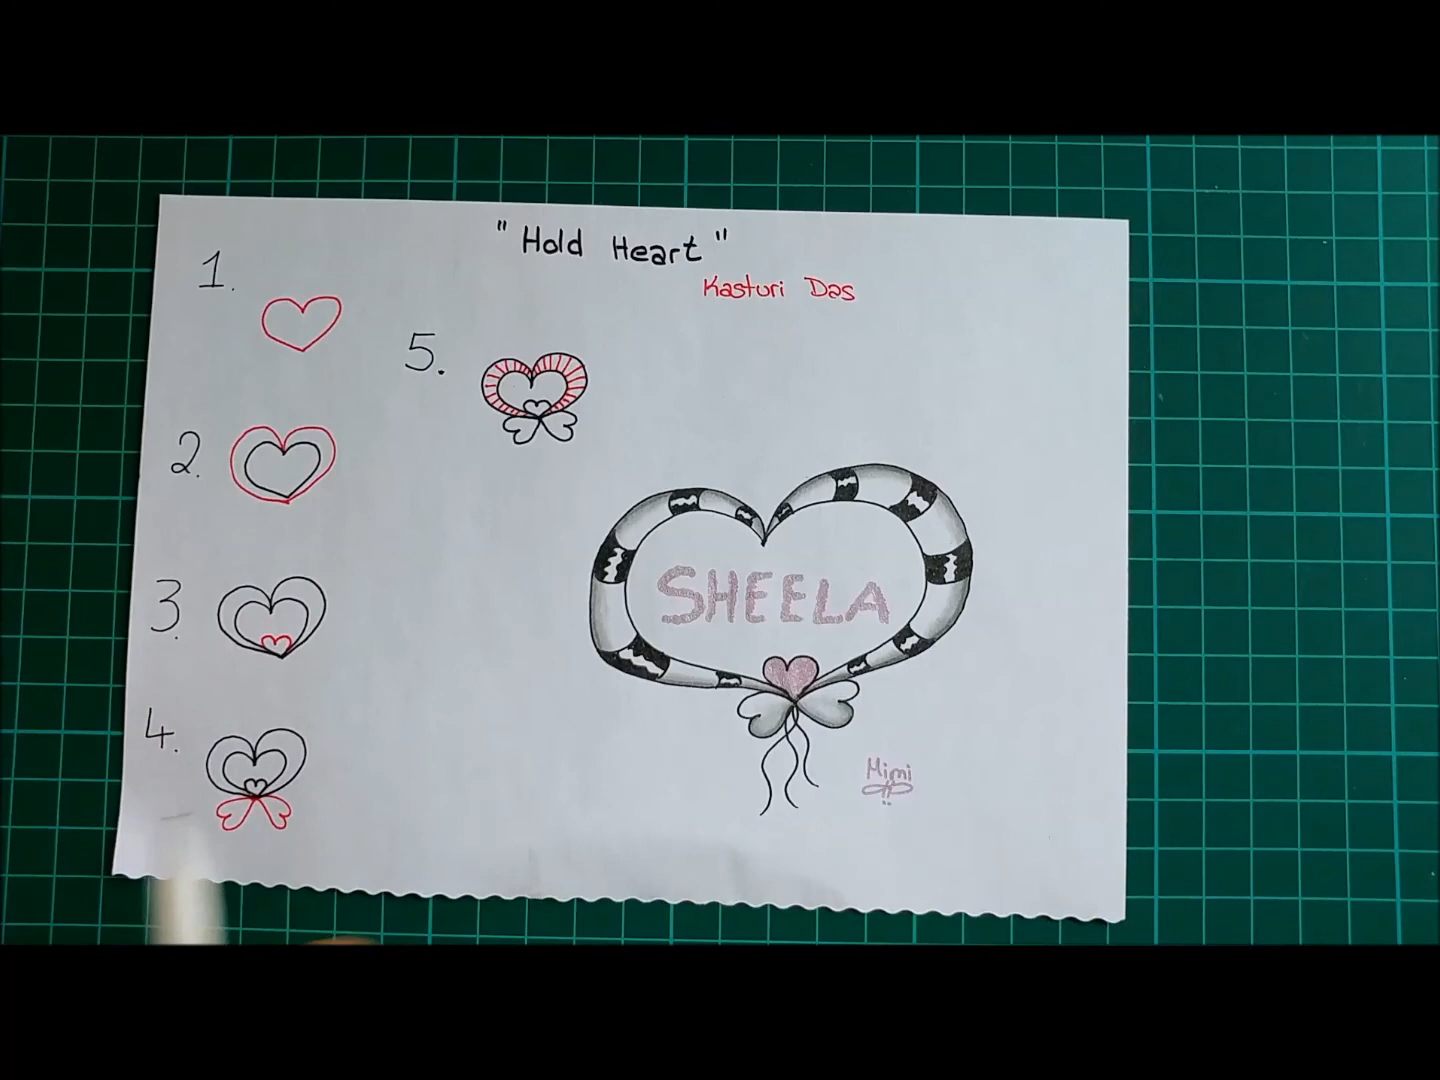 "Hold Heart"
Kasturi Das
1.
2.
3.
4.
5.
SHEELA
Mimi